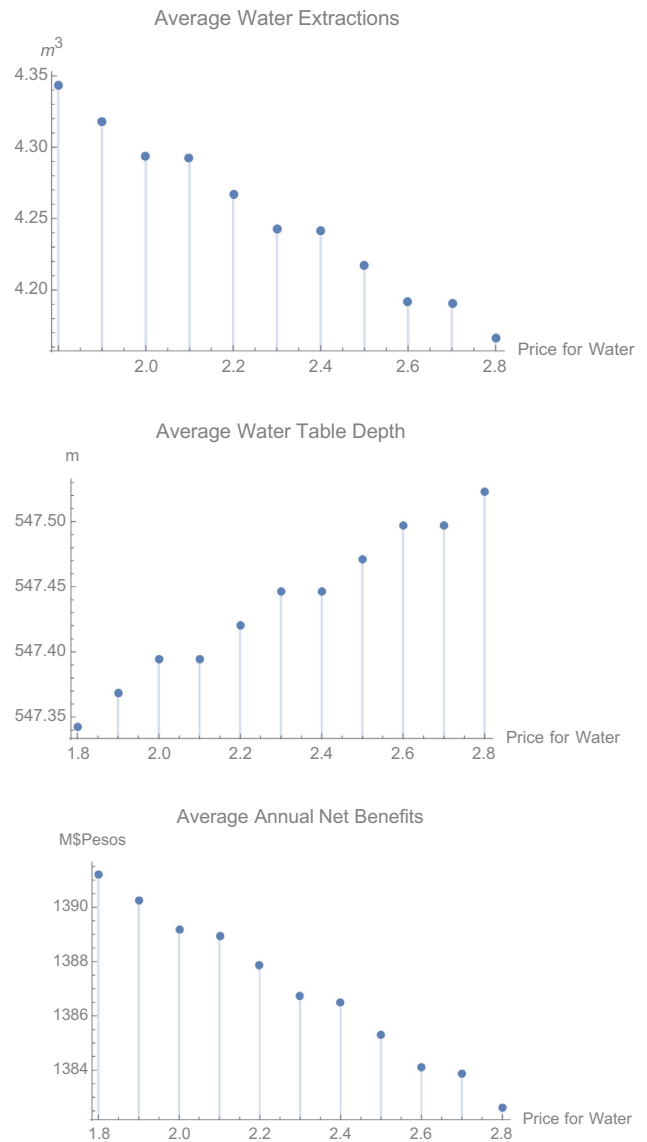 Average Water Extractions
m³
4.35
4.30
4.25
4.20
2.0 2.2 2.4 2.6 2.8 Price for Water
Average Water Table Depth
m
547.50
547.45
547.40
547.35
1.8 2.0 2.2 2.4 2.6 2.8 Price for Water
Average Annual Net Benefits
M$Pesos
1390
1388
1386
1384
1.8 2.0 2.2 2.4 2.6 2.8 Price for Water